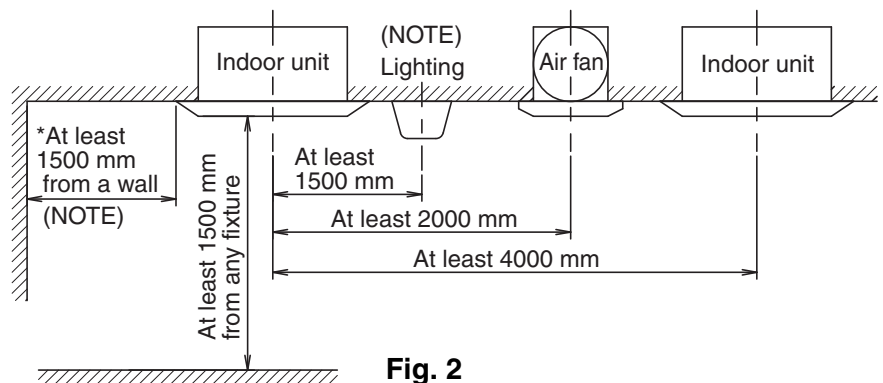 Indoor unit
(NOTE)
Lighting
Air fan
Indoor unit
*At least
1500 mm
from a wall
(NOTE)
At least 1500 mm
from any fixture
At least
1500 mm
At least 2000 mm
At least 4000 mm
Fig. 2